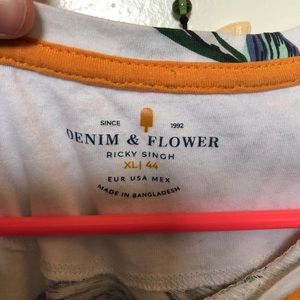 SINCE 1992
DENIM & FLOWER
RICKY SINGH
XL| 44
EUR USA MEX
MADE IN BANGLADESH